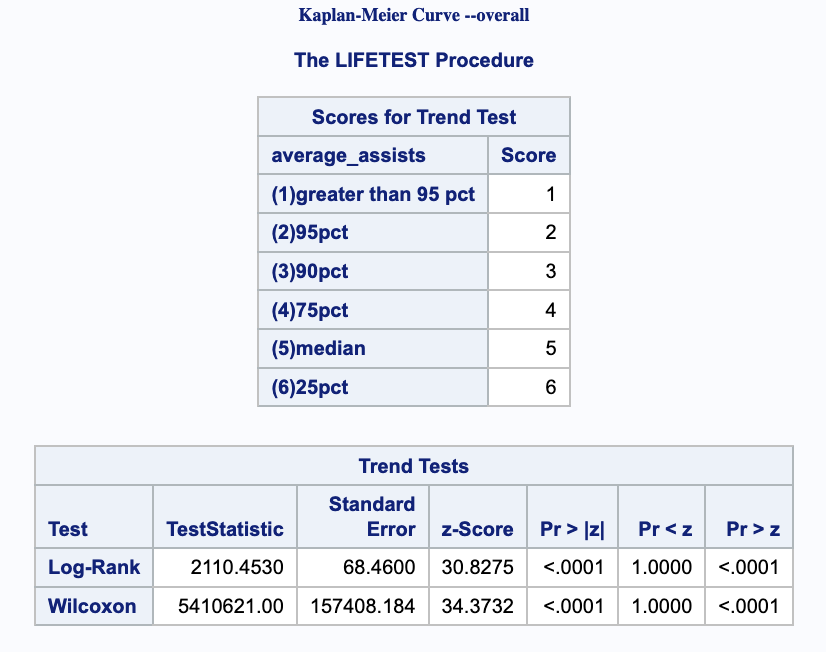 Kaplan-Meier Curve --overall
The LIFETEST Procedure
Scores for Trend Test
average_assists Score
(1)greater than 95 pct 1
(2)95pct 2
(3)90pct 3
(4)75pct 4
(5)median 5
(6)25pct 6
Trend Tests
Test TestStatistic Standard Error z-Score Pr > |z| Pr < z Pr > z
Log-Rank 2110.4530 68.4600 30.8275 <.0001 1.0000 <.0001
Wilcoxon 5410621.00 157408.184 34.3732 <.0001 1.0000 <.0001